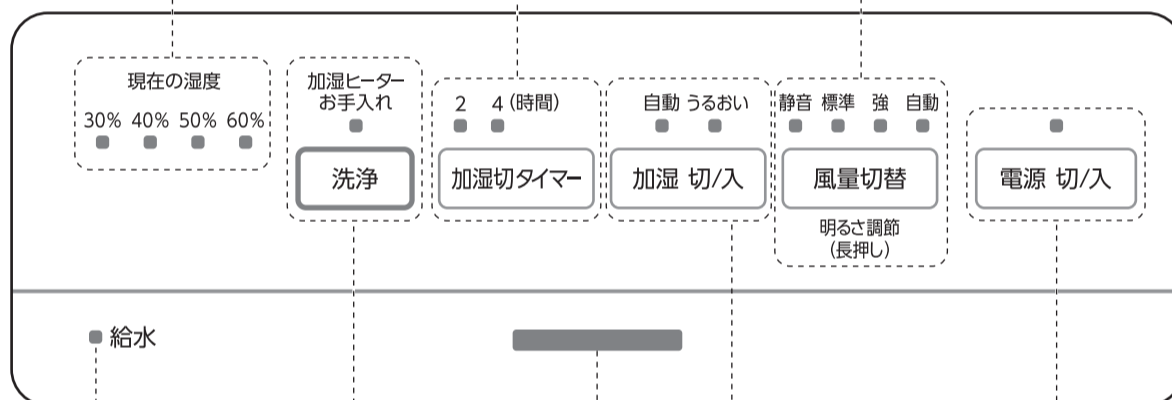 現在の湿度
30% 40% 50% 60%
加湿ヒーター
お手入れ
洗浄
2 4(時間)
加湿切タイマー
自動 うるおい
加湿 切/入
静音 標準 強 自動
風量切替
明るさ調節
(長押し)
電源 切/入
給水